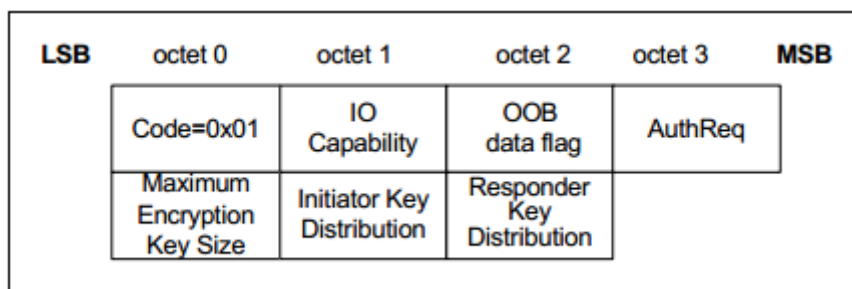 LSB octet 0 octet 1 octet 2 octet 3 MSB
Code=0x01
IO
Capability
OOB
data flag
AuthReq
Maximum
Encryption
Key Size
Initiator Key
Distribution
Responder
Key
Distribution